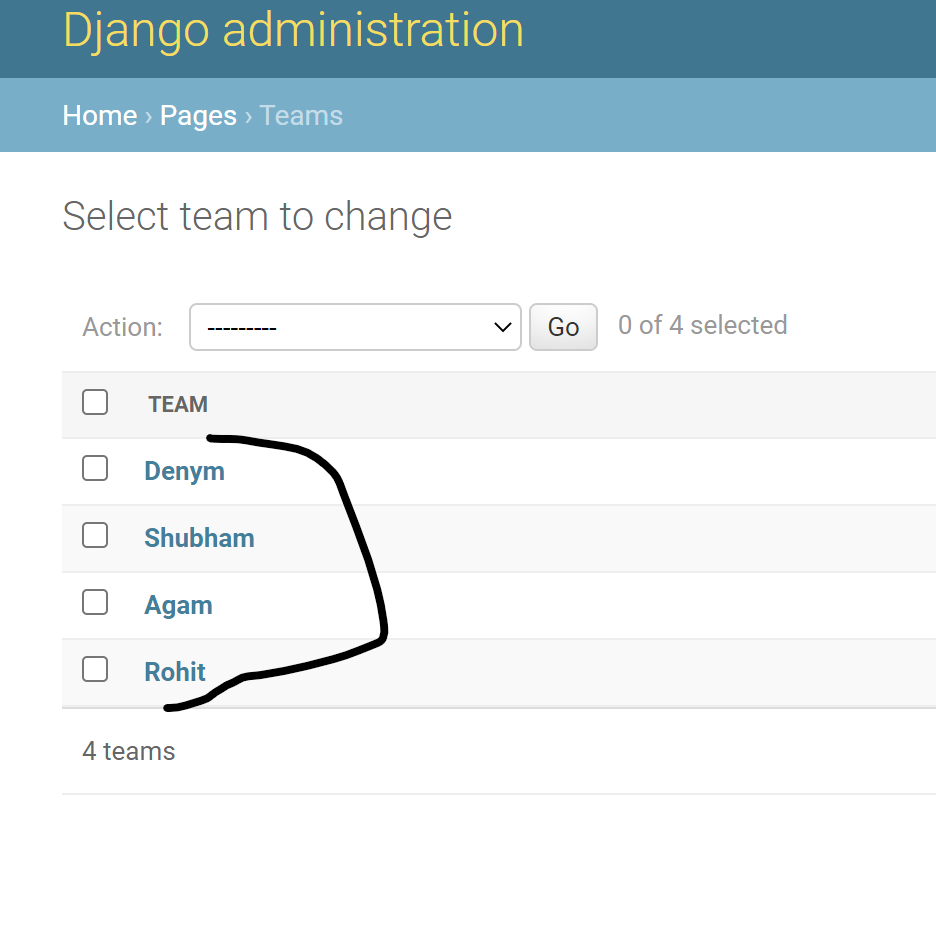 Django administration
Home › Pages › Teams
Select team to change
Action: --------- Go 0 of 4 selected
TEAM
Denym
Shubham
Agam
Rohit
4 teams